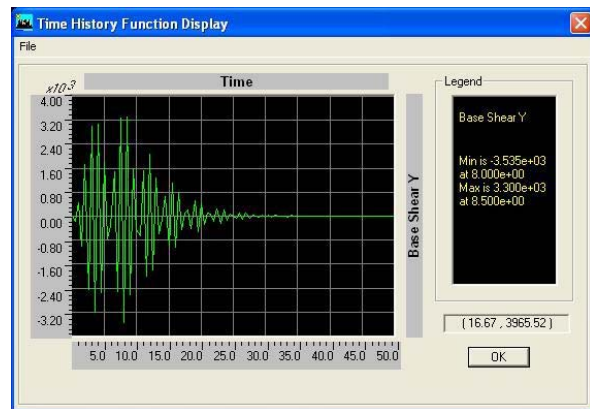 Time History Function Display
File
x10^3
Time
4.00
3.20
2.40
1.60
0.80
0.00
-0.80
-1.60
-2.40
-3.20
5.0 10.0 15.0 20.0 25.0 30.0 35.0 40.0 45.0 50.0
Base Shear Y
Legend
Base Shear Y
Min is -3.535e+03
at 8.000e+00
Max is 3.300e+03
at 8.500e+00
( 16.67 , 3965.52 )
OK